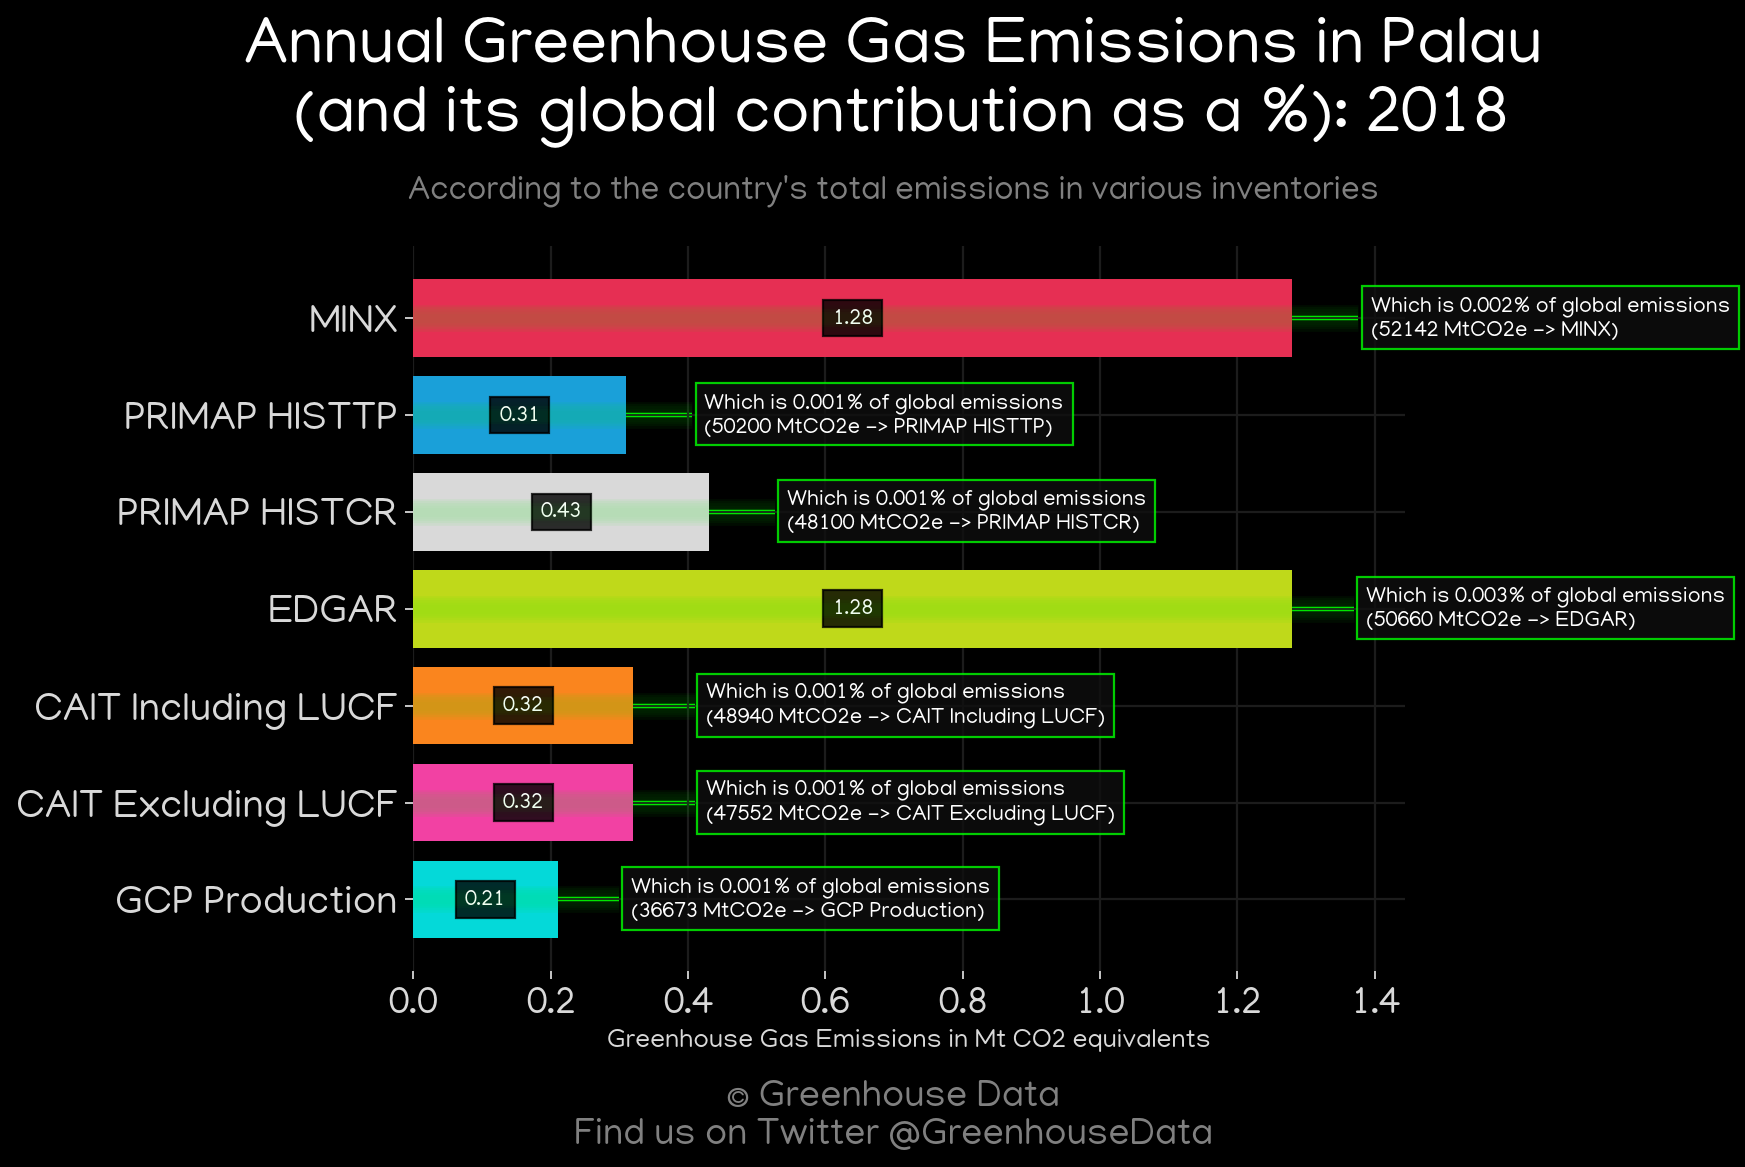 Annual Greenhouse Gas Emissions in Palau
(and its global contribution as a %): 2018
According to the country's total emissions in various inventories
MINX
1.28
Which is 0.002% of global emissions
(52142 MtCO2e -> MINX)
PRIMAP HISTTP
0.31
Which is 0.001% of global emissions
(50200 MtCO2e -> PRIMAP HISTTP)
PRIMAP HISTCR
0.43
Which is 0.001% of global emissions
(48100 MtCO2e -> PRIMAP HISTCR)
EDGAR
1.28
Which is 0.003% of global emissions
(50660 MtCO2e -> EDGAR)
CAIT Including LUCF
0.32
Which is 0.001% of global emissions
(48940 MtCO2e -> CAIT Including LUCF)
CAIT Excluding LUCF
0.32
Which is 0.001% of global emissions
(47552 MtCO2e -> CAIT Excluding LUCF)
GCP Production
0.21
Which is 0.001% of global emissions
(36673 MtCO2e -> GCP Production)
0.0 0.2 0.4 0.6 0.8 1.0 1.2 1.4
Greenhouse Gas Emissions in Mt CO2 equivalents
© Greenhouse Data
Find us on Twitter @GreenhouseData